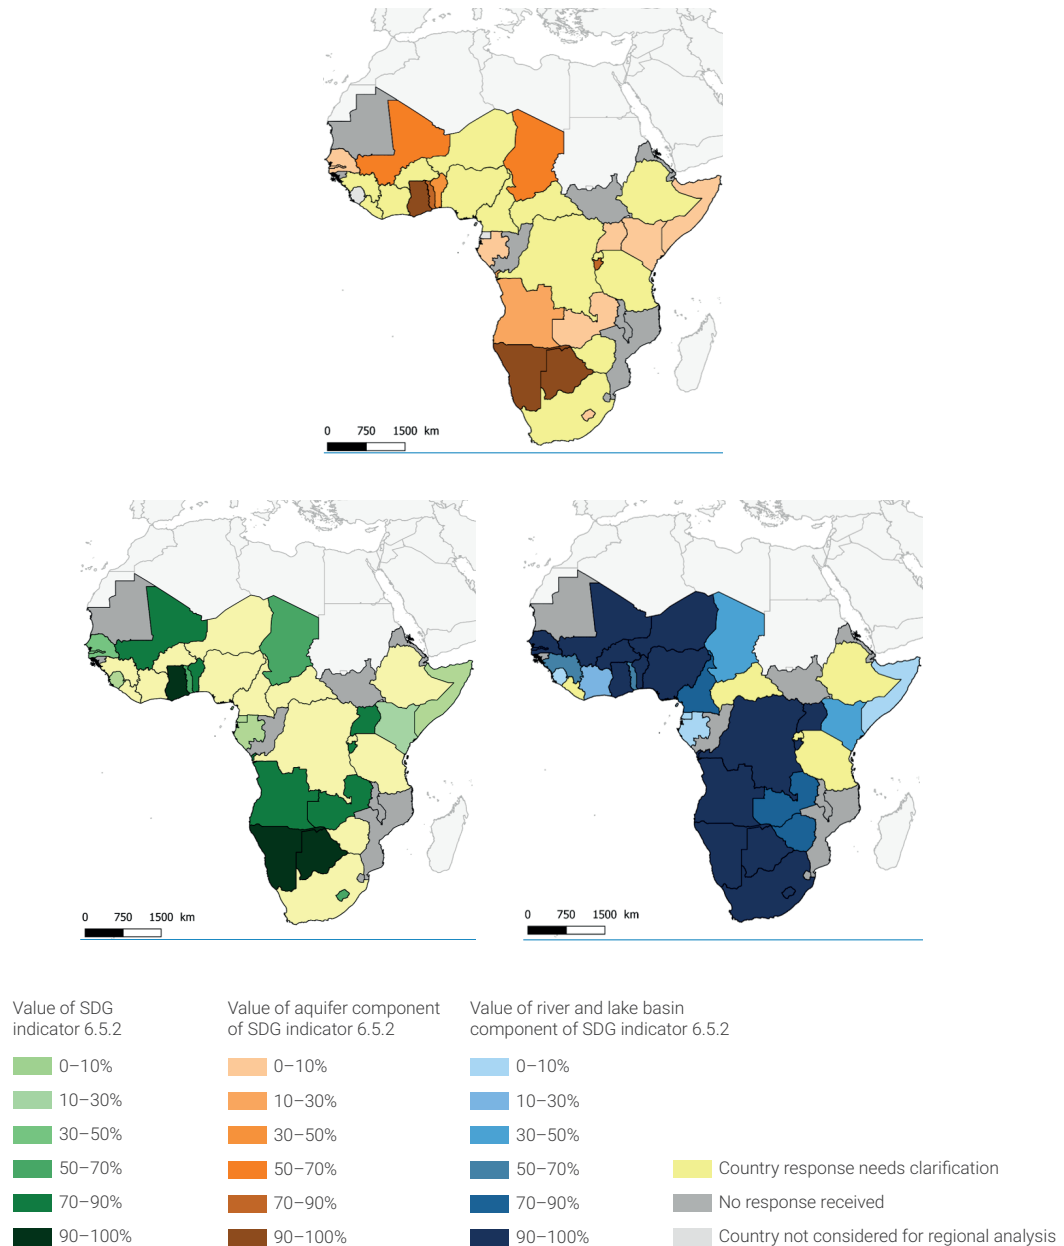 0 750 1500 km
0 750 1500 km
0 750 1500 km
Value of SDG
indicator 6.5.2
0–10%
10–30%
30–50%
50–70%
70–90%
90–100%
Value of aquifer component
of SDG indicator 6.5.2
0–10%
10–30%
30–50%
50–70%
70–90%
90–100%
Value of river and lake basin
component of SDG indicator 6.5.2
0–10%
10–30%
30–50%
50–70%
70–90%
90–100%
Country response needs clarification
No response received
Country not considered for regional analysis